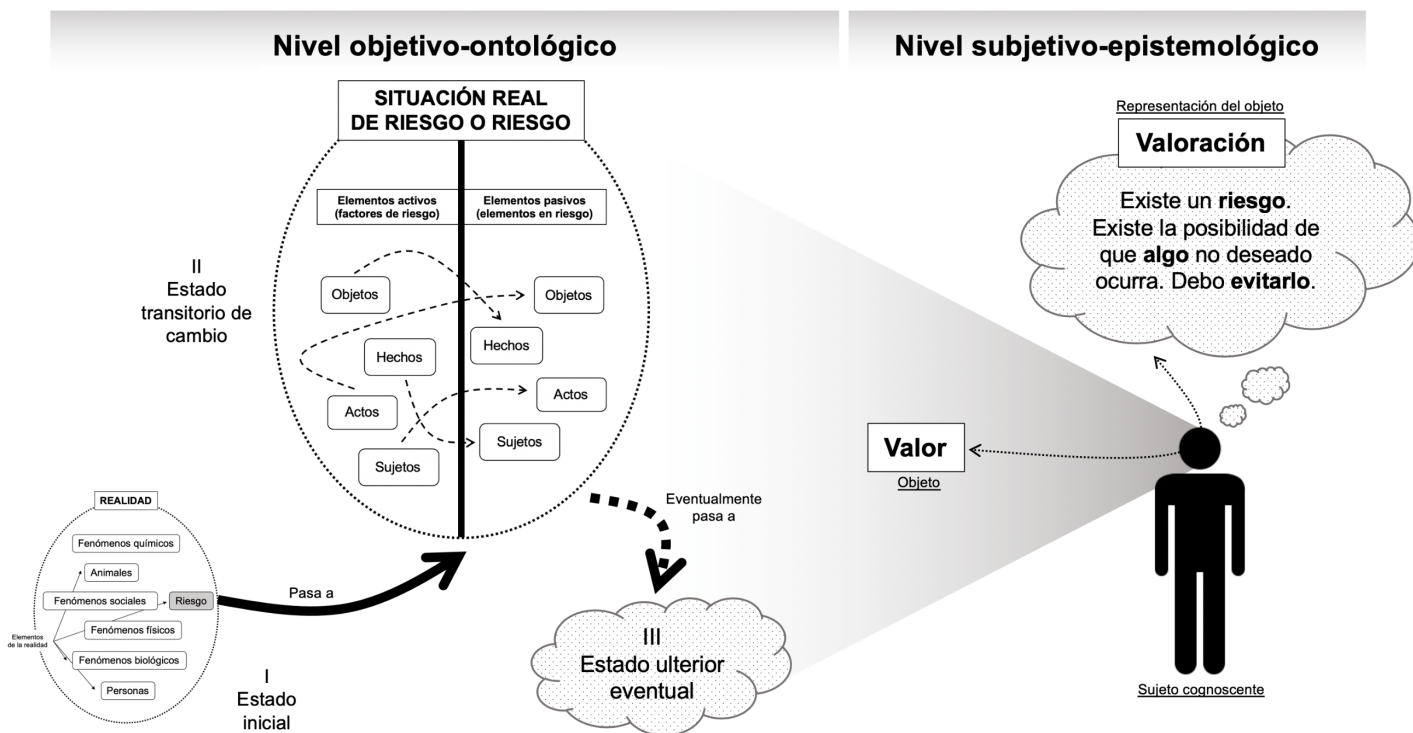 Nivel objetivo-ontológico
Nivel subjetivo-epistemológico
SITUACIÓN REAL
DE RIESGO O RIESGO
Elementos activos
(factores de riesgo)
Elementos pasivos
(elementos en riesgo)
II
Estado
transitorio de
cambio
Objetos
Hechos
Actos
Sujetos
Objetos
Hechos
Actos
Sujetos
REALIDAD
Fenómenos químicos
Animales
Fenómenos sociales
Riesgo
Fenómenos físicos
Elementos
de la realidad
Fenómenos biológicos
Personas
Pasa a
I
Estado
inicial
Eventualmente
pasa a
III
Estado ulterior
eventual
Representación del objeto
Valoración
Existe un riesgo.
Existe la posibilidad de
que algo no deseado
ocurra. Debo evitarlo.
Valor
Objeto
Sujeto cognoscente